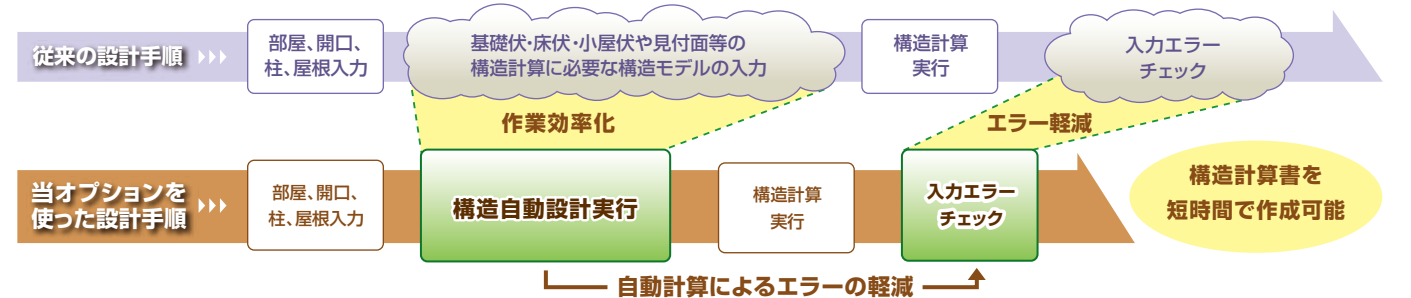 従来の設計手順
部屋、開口、
柱、屋根入力
基礎伏・床伏・小屋伏や見付面等の
構造計算に必要な構造モデルの入力
構造計算
実行
入力エラー
チェック
作業効率化
エラー軽減
当オプションを
使った設計手順
部屋、開口、
柱、屋根入力
構造自動設計実行
構造計算
実行
入力エラー
チェック
構造計算書を
短時間で作成可能
自動計算によるエラーの軽減